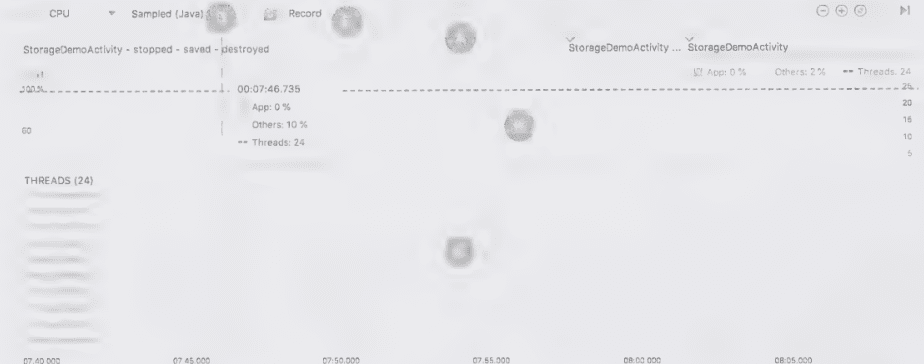 CPU Sampled (Java) Record
StorageDemoActivity - stopped - saved - destroyed StorageDemoActivity ... StorageDemoActivity
App: 0 % Others: 2 % Threads: 24
100 % 00:07:46.735
App: 0 % 20
60 Others: 10 % 15
Threads: 24 10
5
THREADS (24)
07:40.000 07:45.000 07:50.000 07:55.000 08:00.000 08:05.000